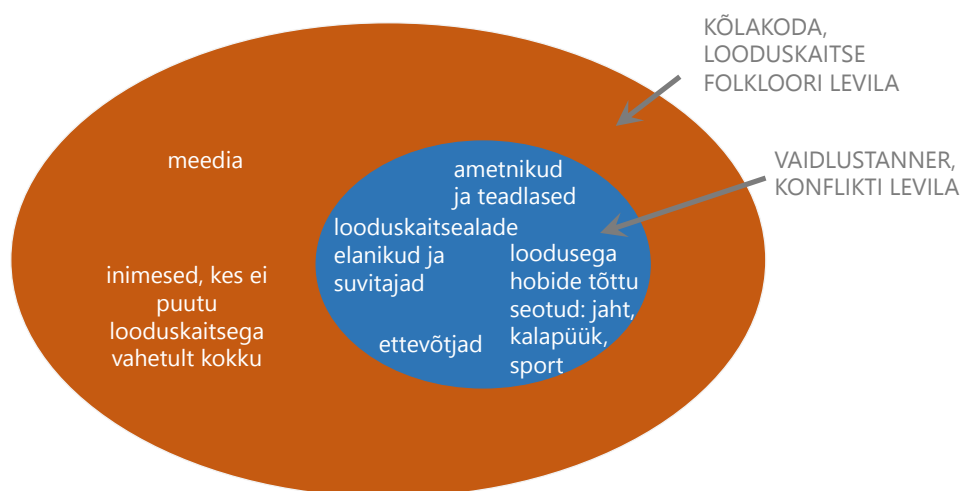 KÕLAKODA,
LOODUSKAITSE
FOLKLOORI LEVILA
meedia
ametnikud
ja teadlased
VAIDLUSTANNER,
KONFLIKTI LEVILA
looduskaitsealade
elanikud ja
suvitajad
loodusega
hobide tõttu
seotud: jaht,
kalapüük,
sport
inimesed, kes ei
puutu
looduskaitsega
vahetult kokku
ettevõtjad